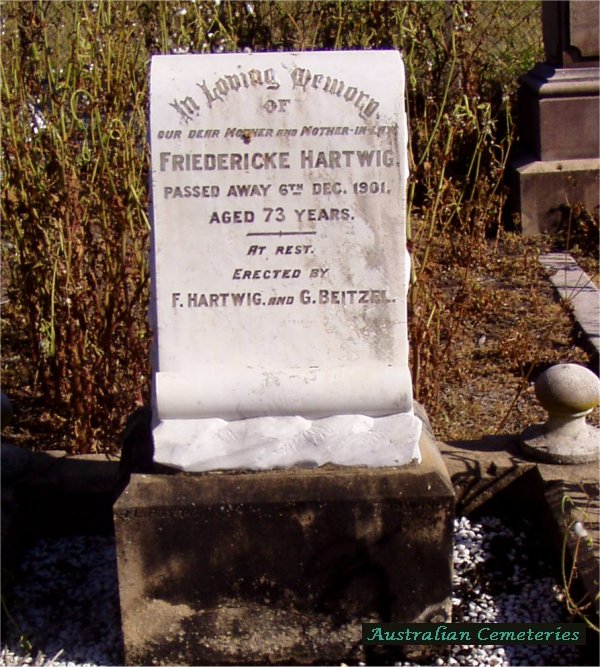 In Loving Memory
OF
OUR DEAR MOTHER AND MOTHER-IN-LAW
FRIEDERICKE HARTWIG.
PASSED AWAY 6TH DEC. 1901.
AGED 73 YEARS.
AT REST.
ERECTED BY
F. HARTWIG. AND G. BEITZEL.
Australian Cemeteries